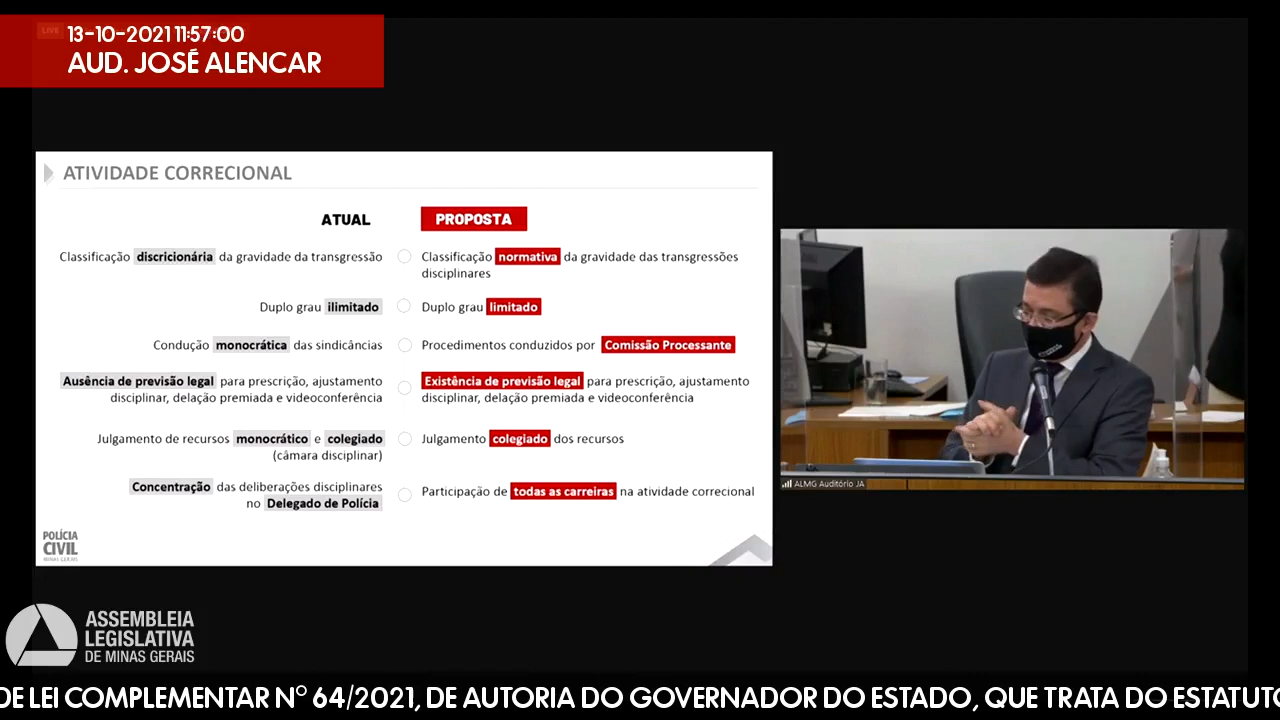 LIVE
13-10-2021 11:57:00
AUD. JOSÉ ALENCAR
ATIVIDADE CORRECIONAL
ATUAL
PROPOSTA
Classificação discricionária da gravidade da transgressão
Classificação normativa da gravidade das transgressões
disciplinares
Duplo grau ilimitado
Duplo grau limitado
Condução monocrática das sindicâncias
Procedimentos conduzidos por Comissão Processante
Ausência de previsão legal para prescrição, ajustamento
disciplinar, delação premiada e videoconferência
Existência de previsão legal para prescrição, ajustamento
disciplinar, delação premiada e videoconferência
Julgamento de recursos monocrático e colegiado
(câmara disciplinar)
Julgamento colegiado dos recursos
Concentração das deliberações disciplinares
no Delegado de Polícia
Participação de todas as carreiras na atividade correcional
POLÍCIA
CIVIL
MINAS GERAIS
ALMG Auditório JA
ASSEMBLEIA
LEGISLATIVA
DE MINAS GERAIS
DE LEI COMPLEMENTAR Nº 64/2021, DE AUTORIA DO GOVERNADOR DO ESTADO, QUE TRATA DO ESTATUTO